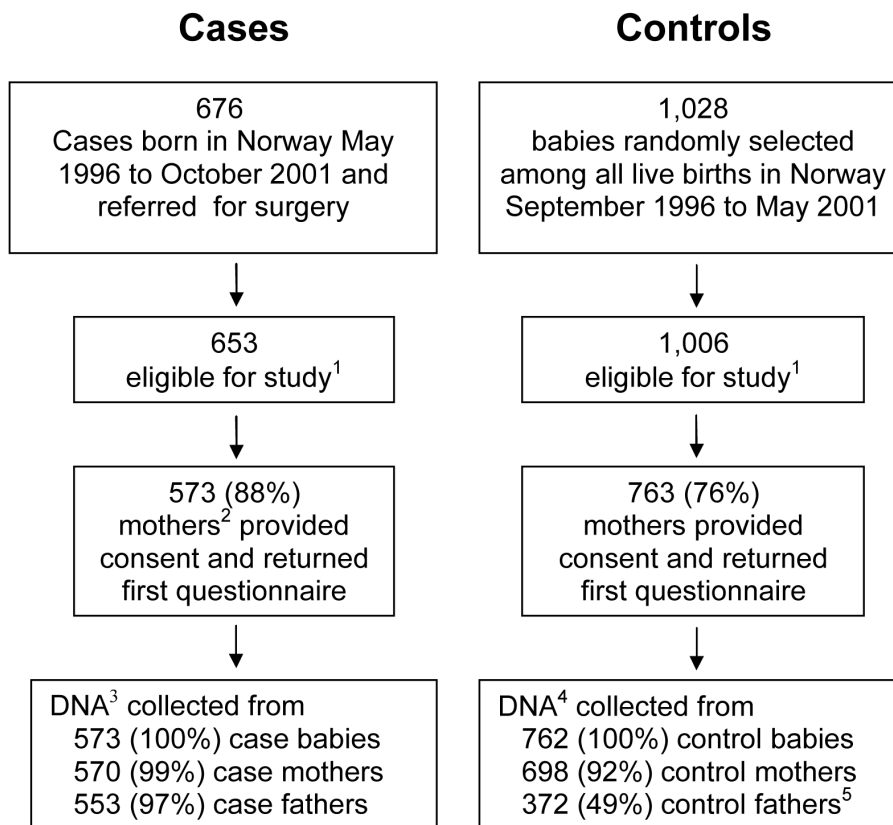 Cases
676
Cases born in Norway May
1996 to October 2001 and
referred for surgery
653
eligible for study¹
573 (88%)
mothers² provided
consent and returned
first questionnaire
DNA³ collected from
573 (100%) case babies
570 (99%) case mothers
553 (97%) case fathers
Controls
1,028
babies randomly selected
among all live births in Norway
September 1996 to May 2001
1,006
eligible for study¹
763 (76%)
mothers provided
consent and returned
first questionnaire
DNA⁴ collected from
762 (100%) control babies
698 (92%) control mothers
372 (49%) control fathers⁵